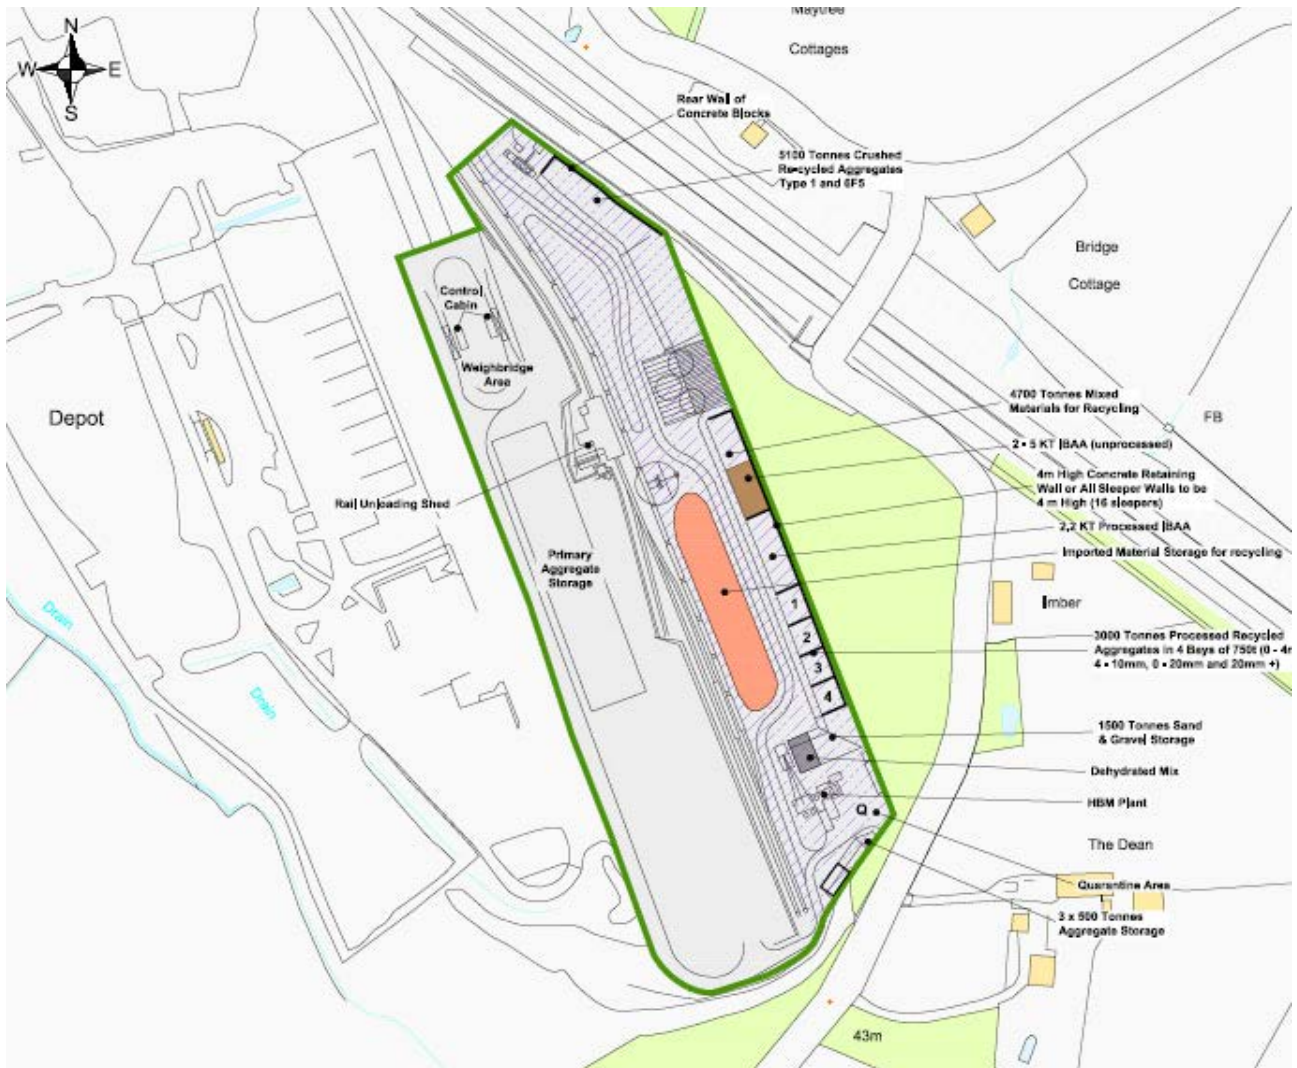 Maytree
Cottages
N
W
E
S
Rear Wall of
Concrete Blocks
5100 Tonnes Crushed
Re-cycled Aggregates
Type 1 and 6F5
Bridge
Cottage
Control
Cabin
Weighbridge
Area
Depot
4700 Tonnes Mixed
Materials for Recycling
FB
2 - 5 KT IBAA (unprocessed)
4m High Concrete Retaining
Wall or All Sleeper Walls to be
4 m High (16 sleepers)
Rail Unloading Shed
2,2 KT Processed IBAA
Imported Material Storage for recycling
Primary
Aggregate
Storage
Imber
1
2
3
4
Drain
Drain
3000 Tonnes Processed Recycled
Aggregates in 4 Bays of 750t (0 - 4m
4 - 10mm, 0 - 20mm and 20mm +)
1500 Tonnes Sand
& Gravel Storage
Dehydrated Mix
HBM Plant
Q
The Dean
Quarantine Area
3 x 500 Tonnes
Aggregate Storage
43m